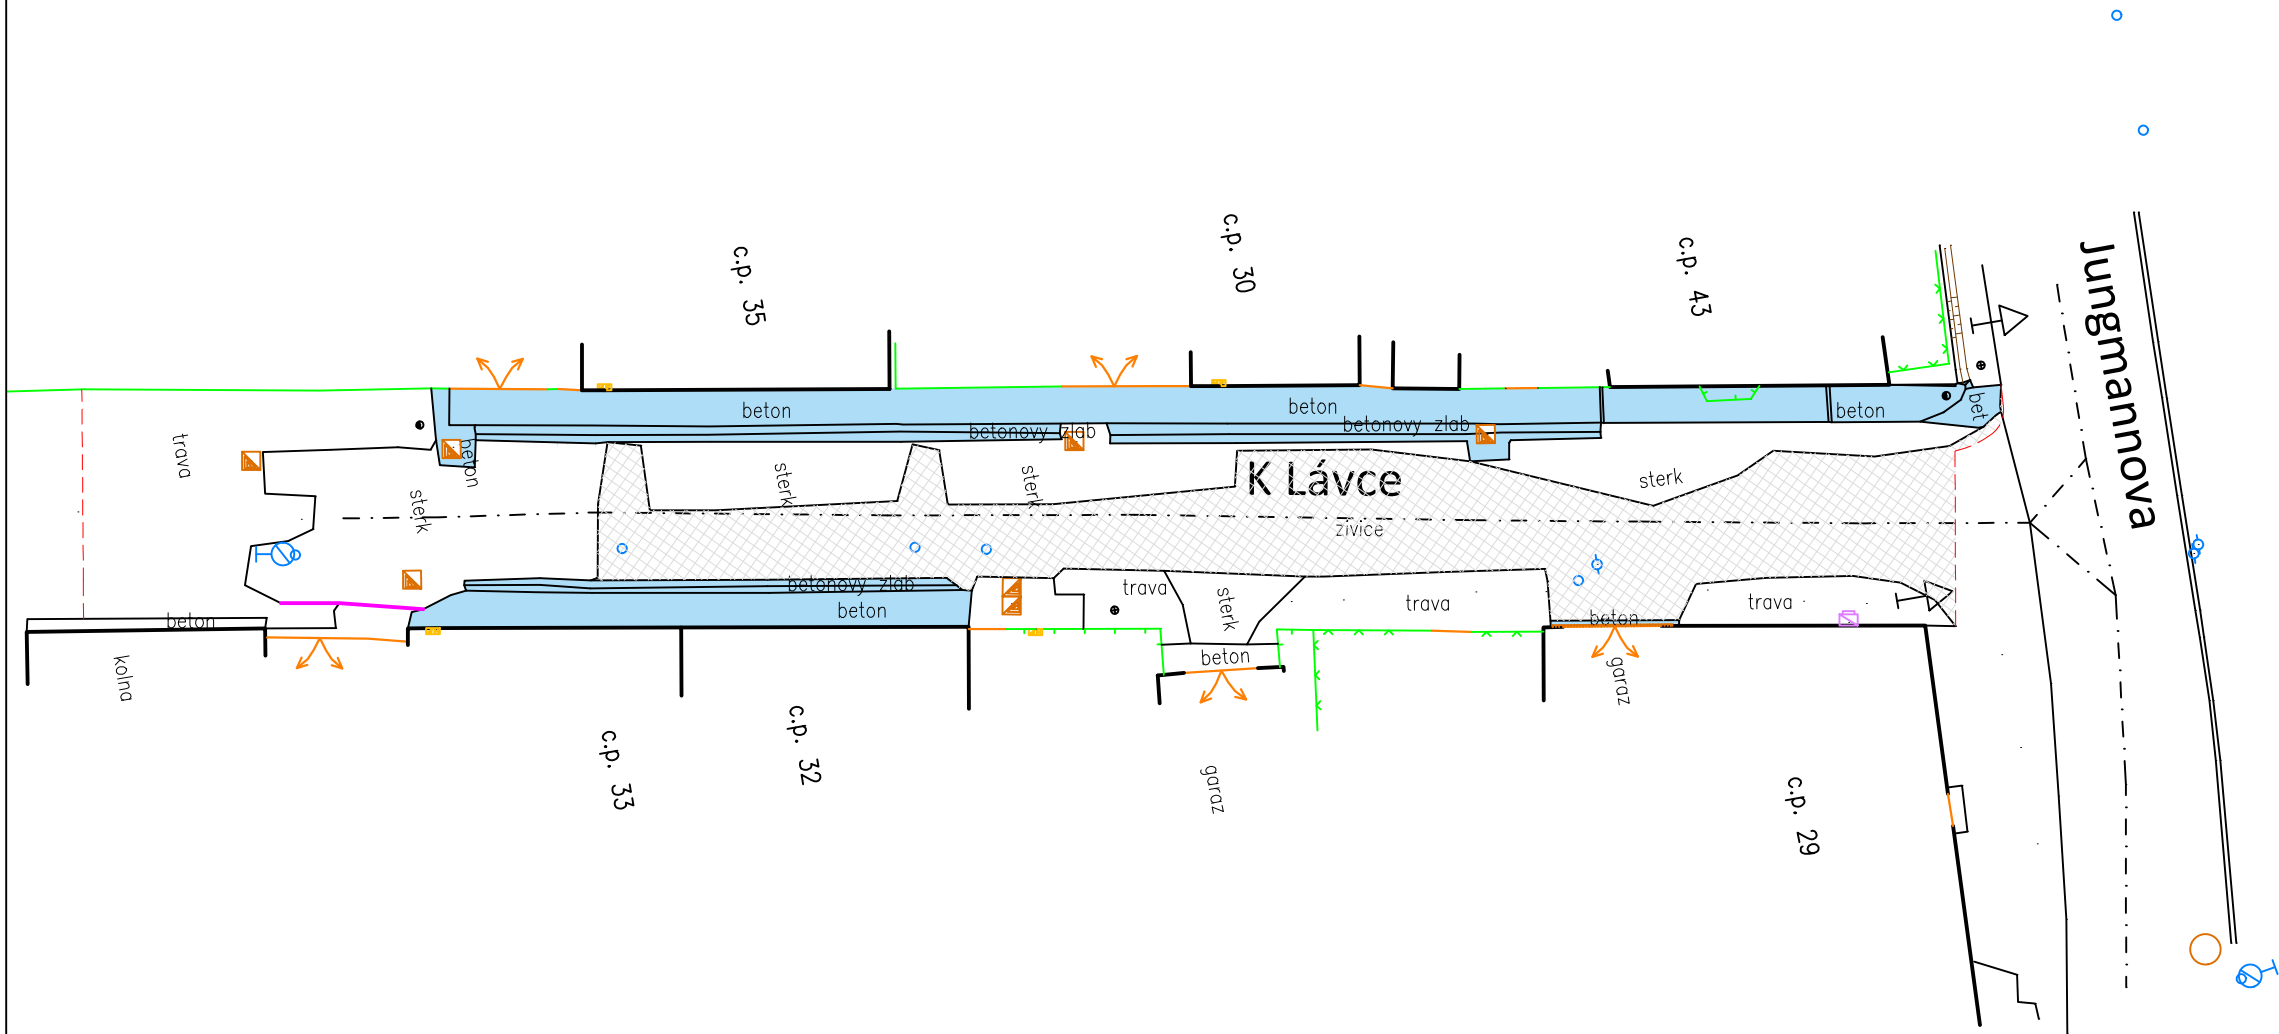 c.p. 35
c.p. 30
c.p. 43
Jungmannova
beton
beton
beton
bet
betonovy zlab
betonovy zlab
trava
beton
sterk
sterk
sterk
K Lávce
sterk
zivice
betonovy zlab
beton
trava
sterk
trava
trava
beton
beton
beton
kolna
garaz
c.p. 33
c.p. 32
garaz
c.p. 29